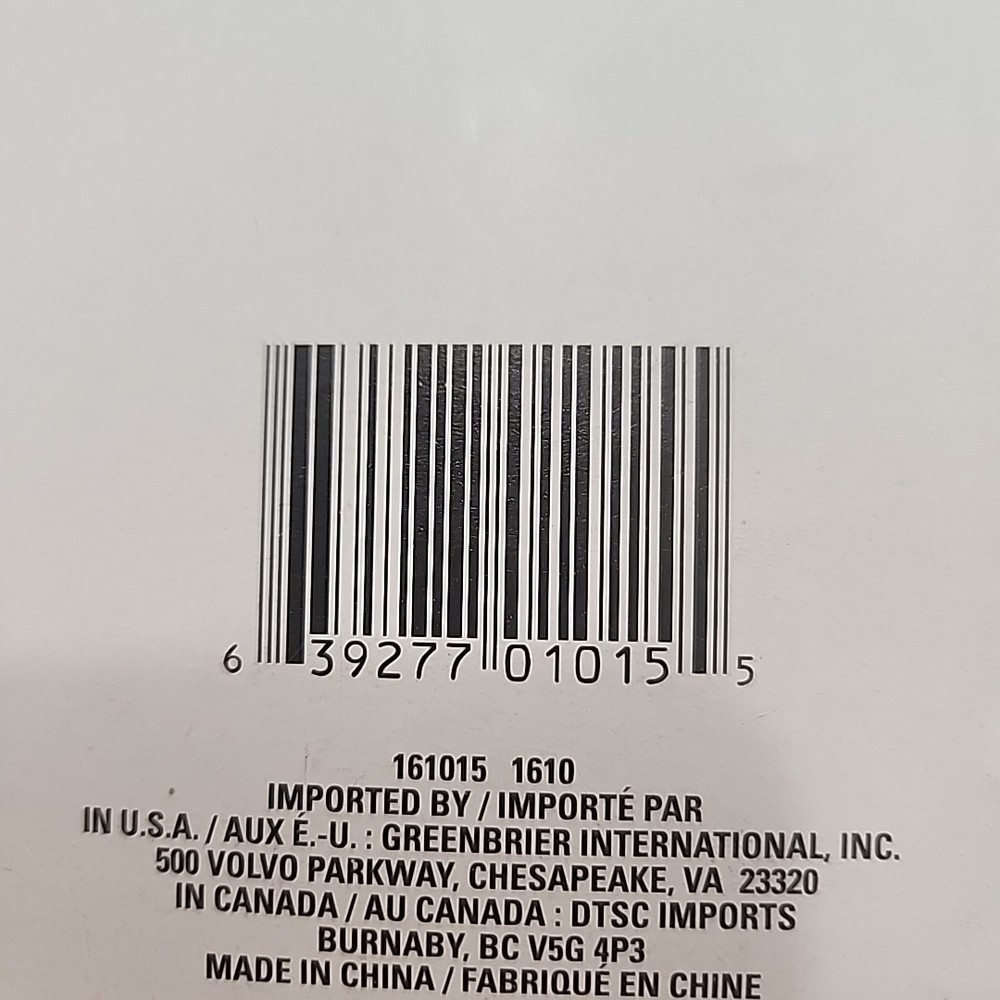 6 39277 01015 5
161015 1610
IMPORTED BY / IMPORTÉ PAR
IN U.S.A. / AUX É.-U. : GREENBRIER INTERNATIONAL, INC.
500 VOLVO PARKWAY, CHESAPEAKE, VA 23320
IN CANADA / AU CANADA : DTSC IMPORTS
BURNABY, BC V5G 4P3
MADE IN CHINA / FABRIQUÉ EN CHINE